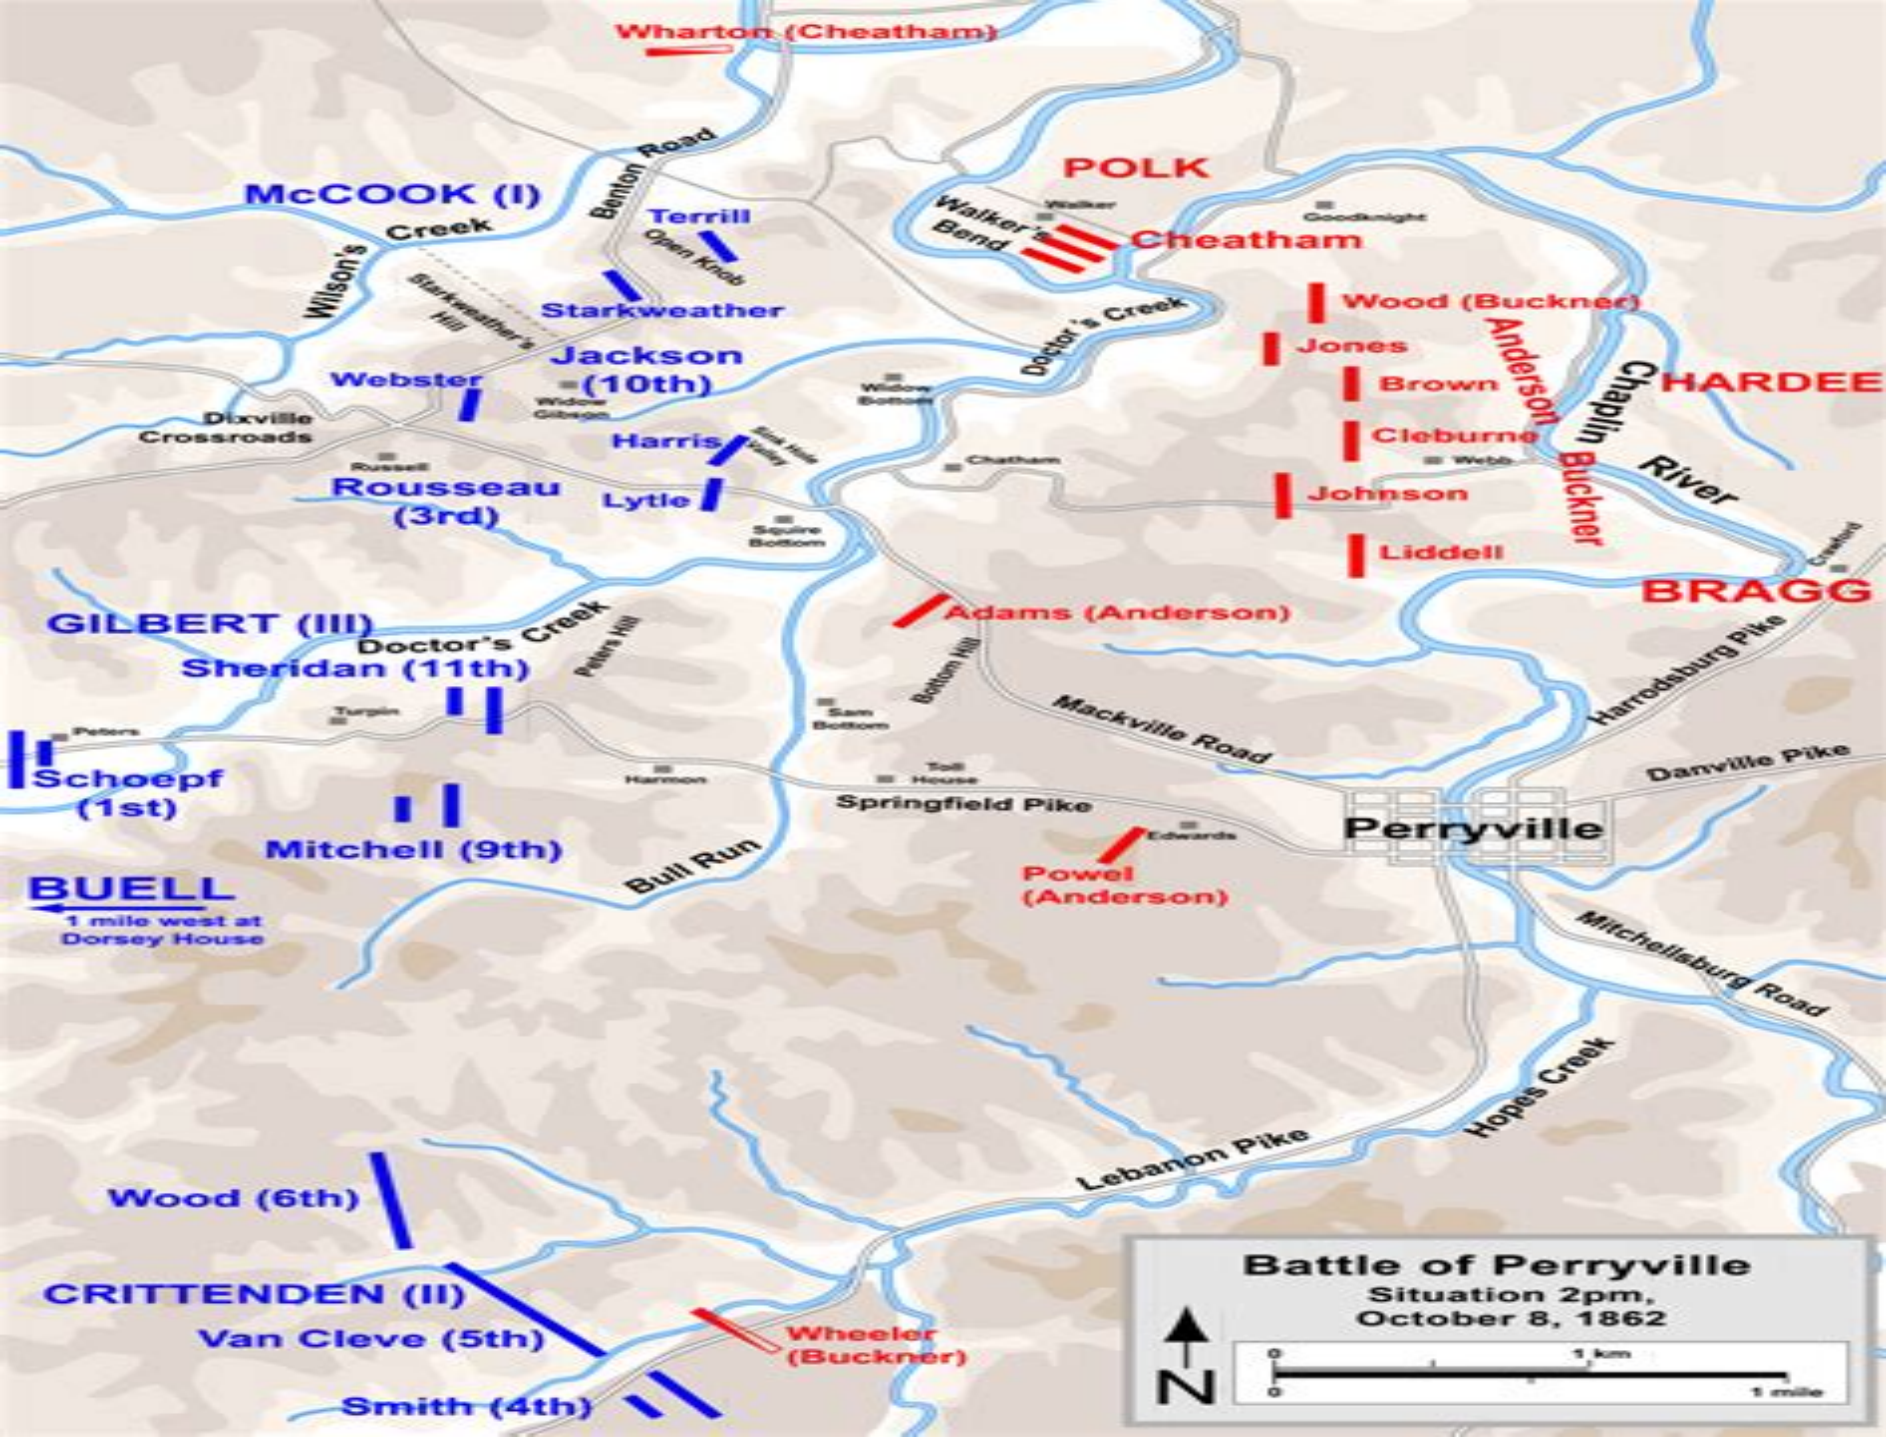 Wharton (Cheatham)
Benton Road
McCOOK (I)
POLK
Terrill
Open Knob
Walker's
Bend
Walker
Goodknight
Cheatham
Wilson's Creek
Starkweather's
Hill
Starkweather
Wood (Buckner)
Doctor's Creek
Jones
Anderson
Jackson
(10th)
Webster
Brown
Chaplin River
HARDEE
Widow
Gibson
Widow
Bottom
Dixville
Crossroads
Harris
Sink Hole
Valley
Cleburne
Russell
Chatham
Webb
Buckner
Rousseau
(3rd)
Lytle
Johnson
Squire
Bottom
Liddell
Crawford
BRAGG
Adams (Anderson)
GILBERT (III)
Doctor's Creek
Peters Hill
Bottom Hill
Sheridan (11th)
Harrodsburg Pike
Turpin
Sam
Bottom
Mackville Road
Peters
Danville Pike
Schoepf
(1st)
Harmon
Toll
House
Springfield Pike
Perryville
Edwards
Mitchell (9th)
Bull Run
Powel
(Anderson)
BUELL
1 mile west at
Dorsey House
Mitchellsburg Road
Hopes Creek
Lebanon Pike
Wood (6th)
CRITTENDEN (II)
Van Cleve (5th)
Wheeler
(Buckner)
Smith (4th)
Battle of Perryville
Situation 2pm,
October 8, 1862
N
0 1 km
0 1 mile